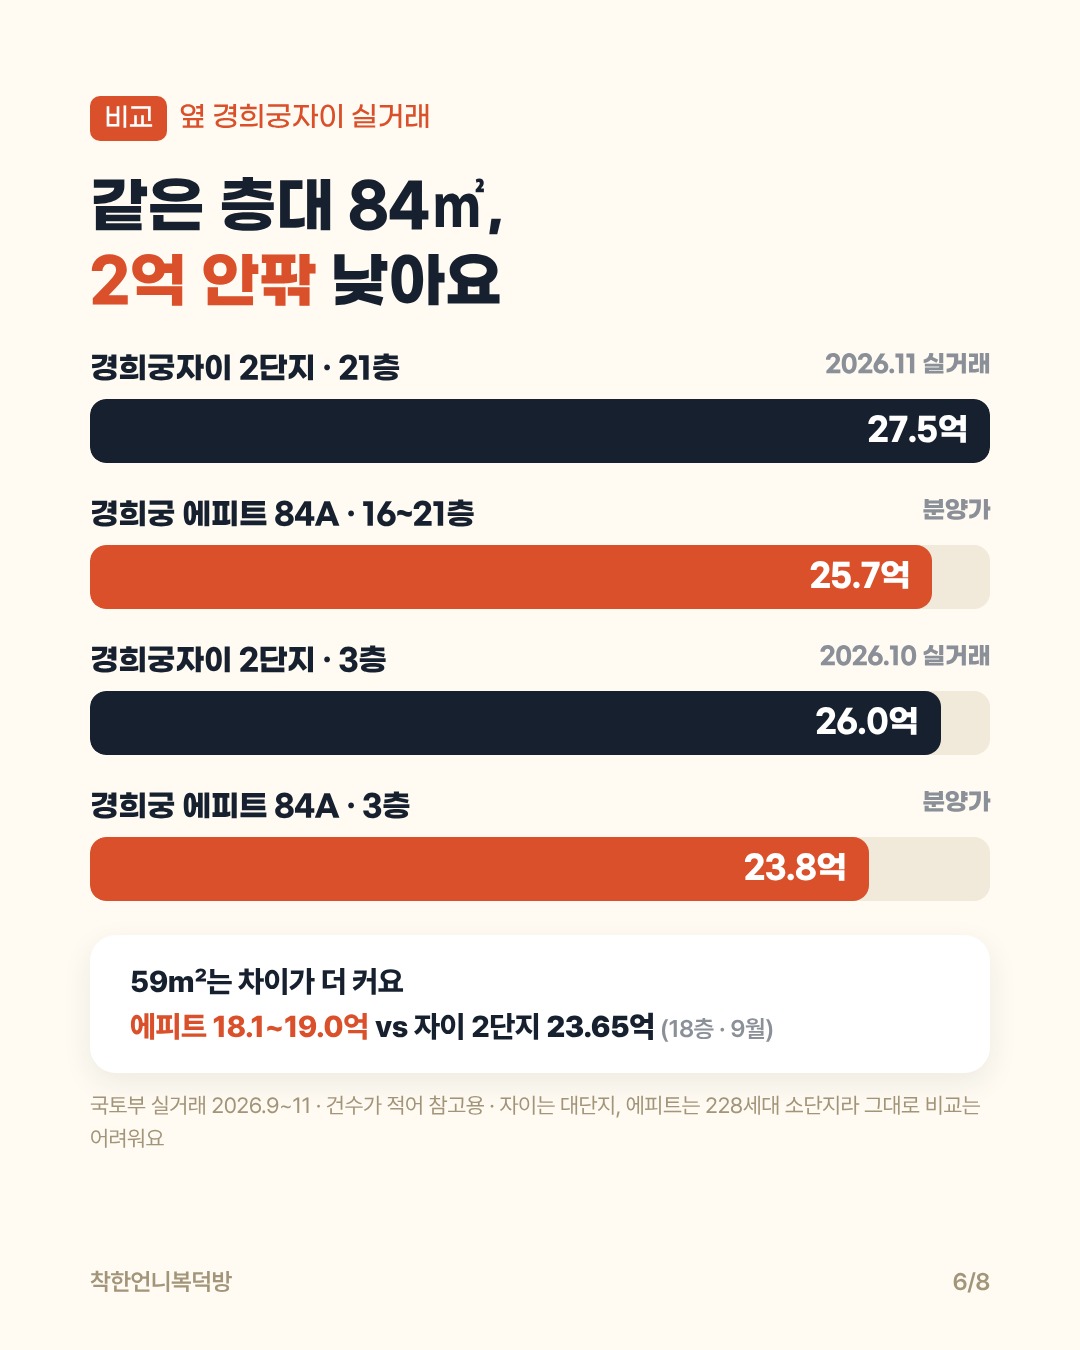 비교 옆 경희궁자이 실거래
같은 층대 84㎡,
2억 안팎 낮아요
경희궁자이 2단지 · 21층 2026.11 실거래
27.5억
경희궁 에피트 84A · 16~21층 분양가
25.7억
경희궁자이 2단지 · 3층 2026.10 실거래
26.0억
경희궁 에피트 84A · 3층 분양가
23.8억
59m²는 차이가 더 커요
에피트 18.1~19.0억 vs 자이 2단지 23.65억 (18층 · 9월)
국토부 실거래 2026.9~11 · 건수가 적어 참고용 · 자이는 대단지, 에피트는 228세대 소단지라 그대로 비교는
어려워요
착한언니복덕방 6/8